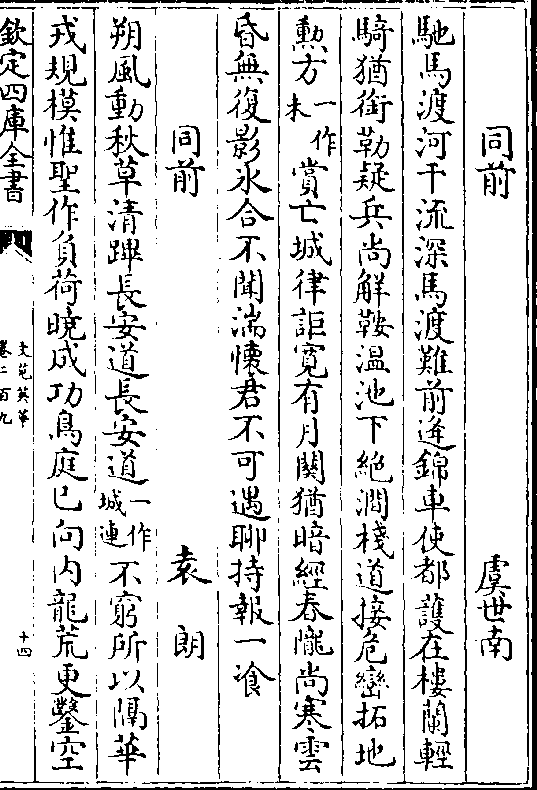 同前 虞世南
馳馬渡河干流深馬渡難前逢錦車使都䕶在樓蘭輕
騎猶銜勒疑兵尚解鞍温池下絶澗棧道接危巒拓地
勲方一作未賞亡城律詎寛有月闗猶暗經春隴尚寒雲
昏無復影氷合不聞湍懐君不可遇聊持報一飡
同前 袁朗
朔風動秋草清蹕長安道長安道一作城連不窮所以隔華
戎規模惟聖作負荷曉成功鳥庭已向内龍荒更鑿空
欽定四庫全書
文苑英華
卷二百九
十四